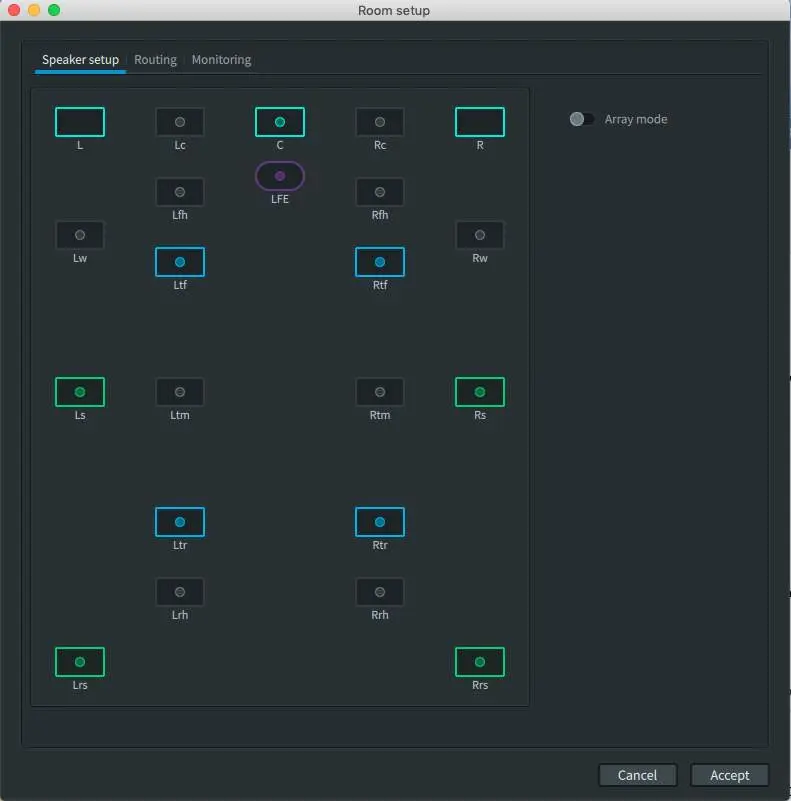 Room setup
Speaker setup Routing Monitoring
Array mode
L Lc C Rc R
LFE
Lfh Rfh
Lw Rw
Ltf Rtf
Ls Ltm Rtm Rs
Ltr Rtr
Lrh Rrh
Lrs Rrs
Cancel Accept